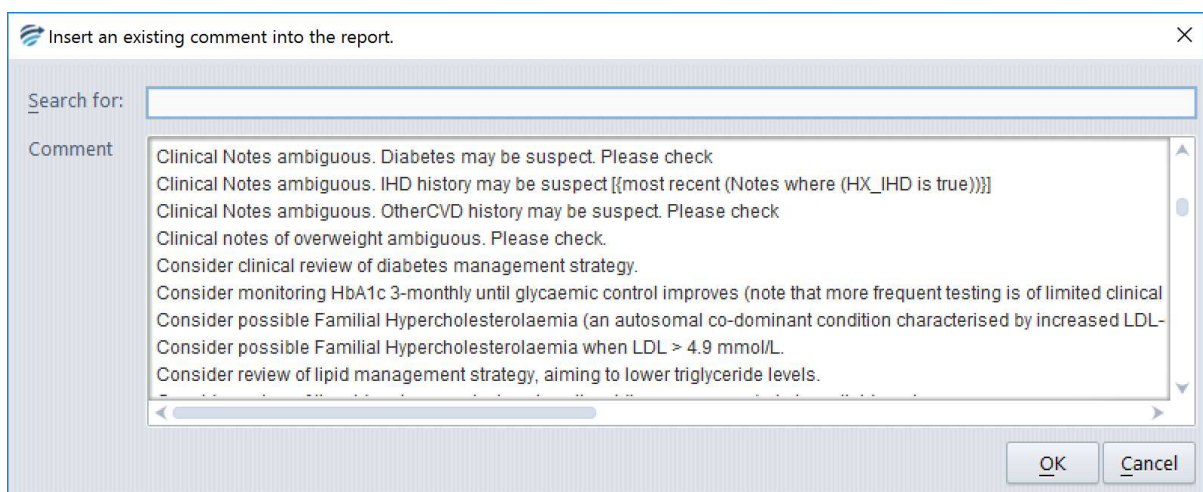 Insert an existing comment into the report.
Search for:
Comment
Clinical Notes ambiguous. Diabetes may be suspect. Please check
Clinical Notes ambiguous. IHD history may be suspect [{most recent (Notes where (HX_IHD is true))}]
Clinical Notes ambiguous. OtherCVD history may be suspect. Please check
Clinical notes of overweight ambiguous. Please check.
Consider clinical review of diabetes management strategy.
Consider monitoring HbA1c 3-monthly until glycaemic control improves (note that more frequent testing is of limited clinical
Consider possible Familial Hypercholesterolaemia (an autosomal co-dominant condition characterised by increased LDL-
Consider possible Familial Hypercholesterolaemia when LDL > 4.9 mmol/L.
Consider review of lipid management strategy, aiming to lower triglyceride levels.
OK
Cancel